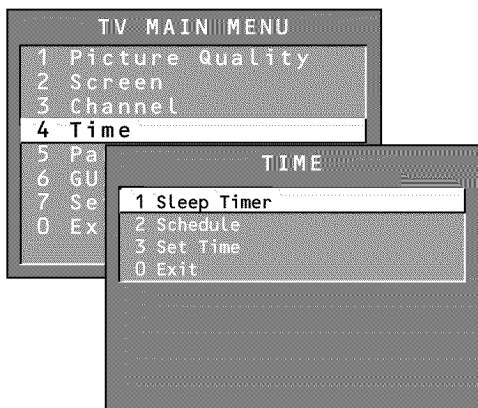 TV MAIN MENU
1 Picture Quality
2 Screen
3 Channel
4 Time
5 Pa
6 GU
7 Se
0 Ex
TIME
1 Sleep Timer
2 Schedule
3 Set Time
0 Exit